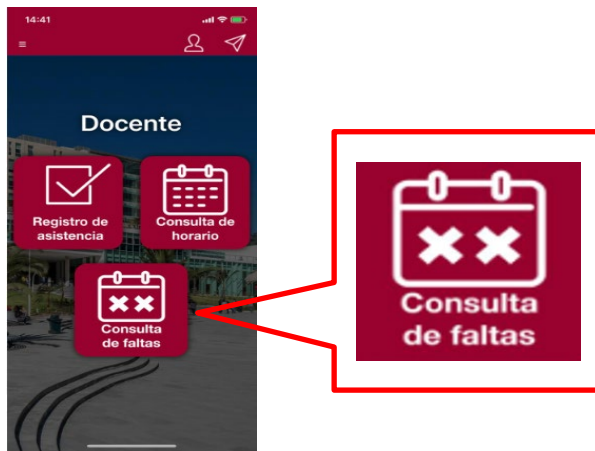 14:41
Docente
Registro de
asistencia
Consulta de
horario
Consulta
de faltas
Consulta
de faltas